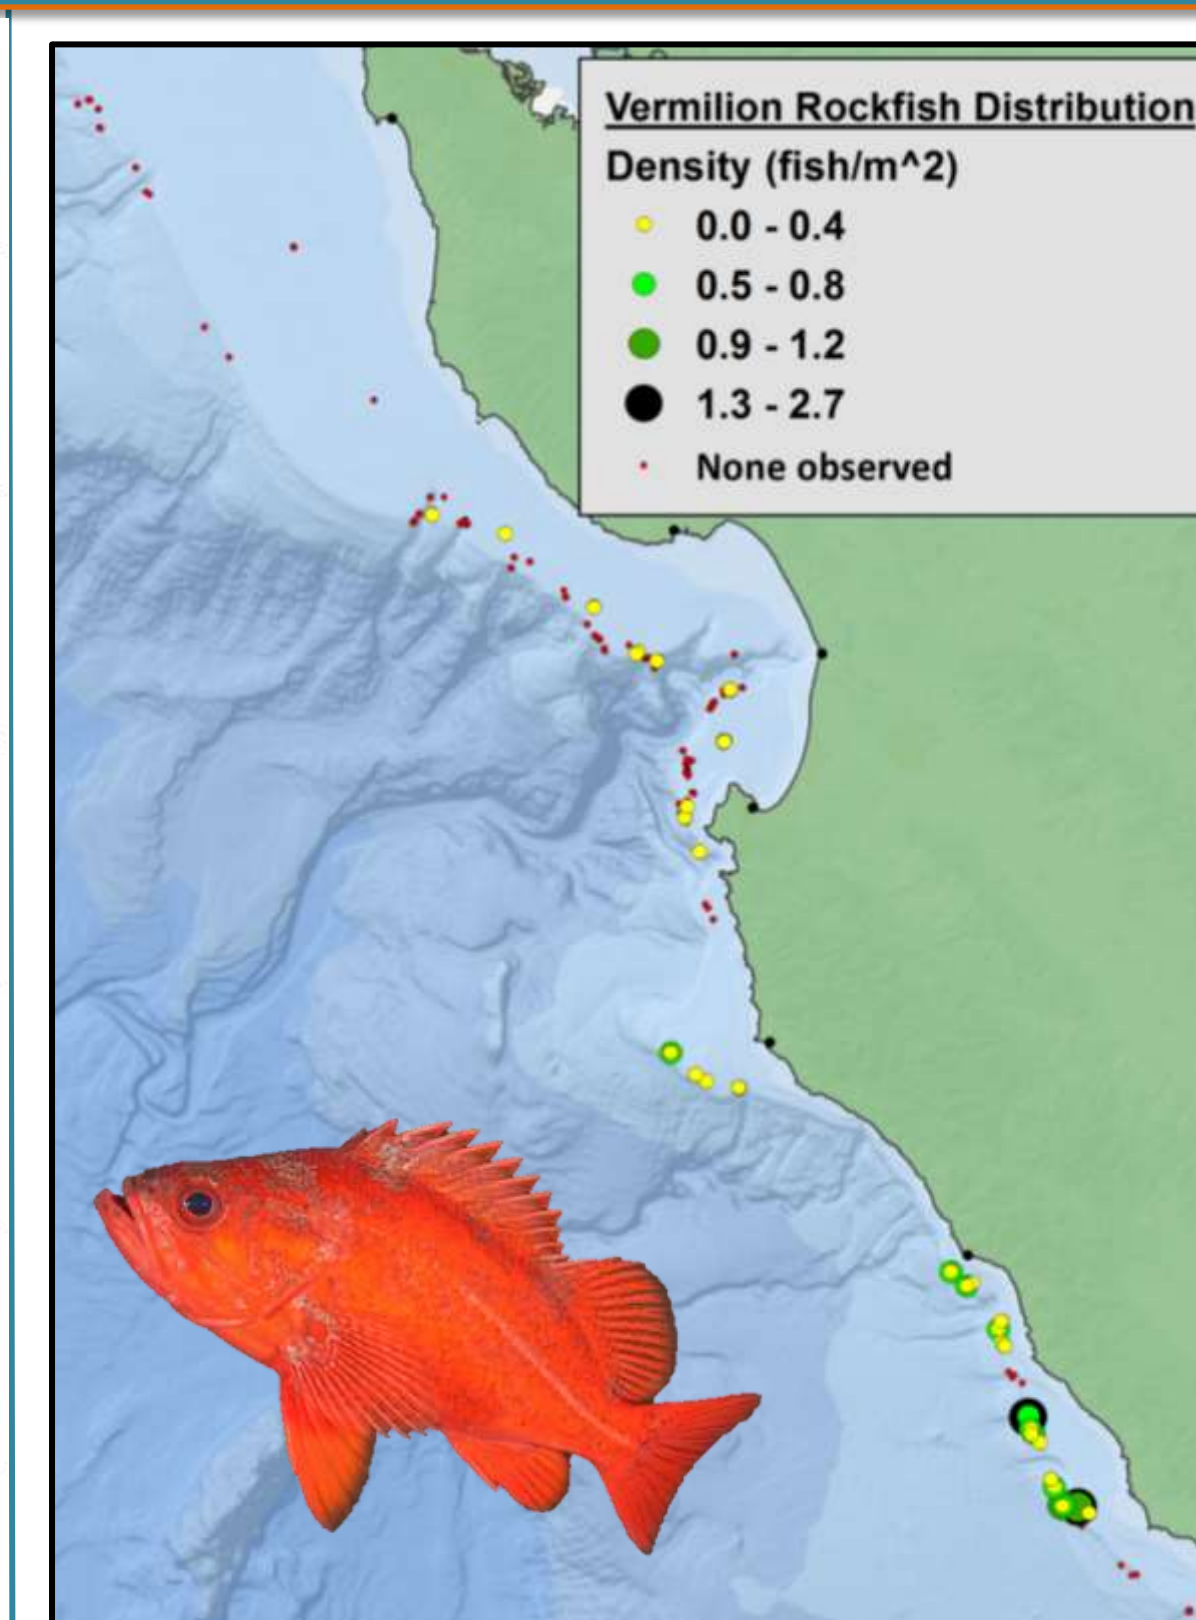 Vermilion Rockfish Distribution
Density (fish/m^2)
0.0 - 0.4
0.5 - 0.8
0.9 - 1.2
1.3 - 2.7
None observed